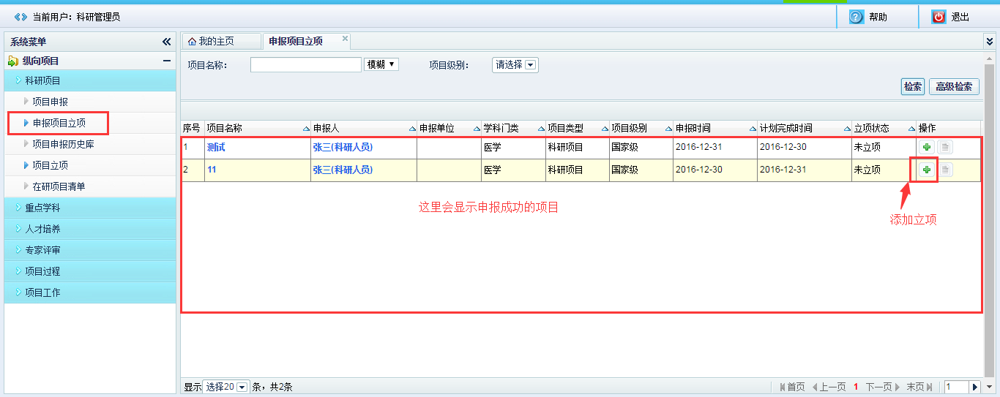 当前用户：科研管理员
帮助
退出
系统菜单
我的主页
申报项目立项
纵向项目
科研项目
项目申报
申报项目立项
项目申报历史库
项目立项
在研项目清单
重点学科
人才培养
专家评审
项目过程
项目工作
项目名称：
模糊
项目级别：
请选择
检索
高级检索
序号 项目名称 申报人 申报单位 学科门类 项目类型 项目级别 申报时间 计划完成时间 立项状态 操作
1 测试 张三(科研人员) 医学 科研项目 国家级 2016-12-31 2016-12-30 未立项
2 11 张三(科研人员) 医学 科研项目 国家级 2016-12-30 2016-12-31 未立项
这里会显示申报成功的项目
添加立项
显示 选择20 条，共2条
首页 上一页 1 下一页 末页 1